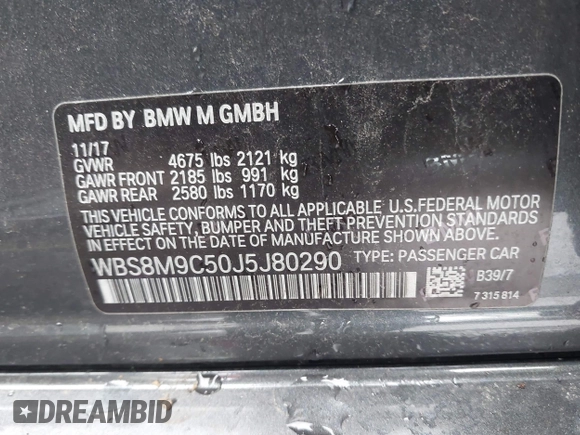 MFD BY BMW M GMBH
11/17
GVWR 4675 lbs 2121 kg
GAWR FRONT 2185 lbs 991 kg
GAWR REAR 2580 lbs 1170 kg
THIS VEHICLE CONFORMS TO ALL APPLICABLE U.S.FEDERAL MOTOR
VEHICLE SAFETY, BUMPER, AND THEFT PREVENTION STANDARDS
IN EFFECT ON THE DATE OF MANUFACTURE SHOWN ABOVE.
WBS8M9C50J5J80290 TYPE: PASSENGER CAR
B39/7
7 315 814
DREAMBID